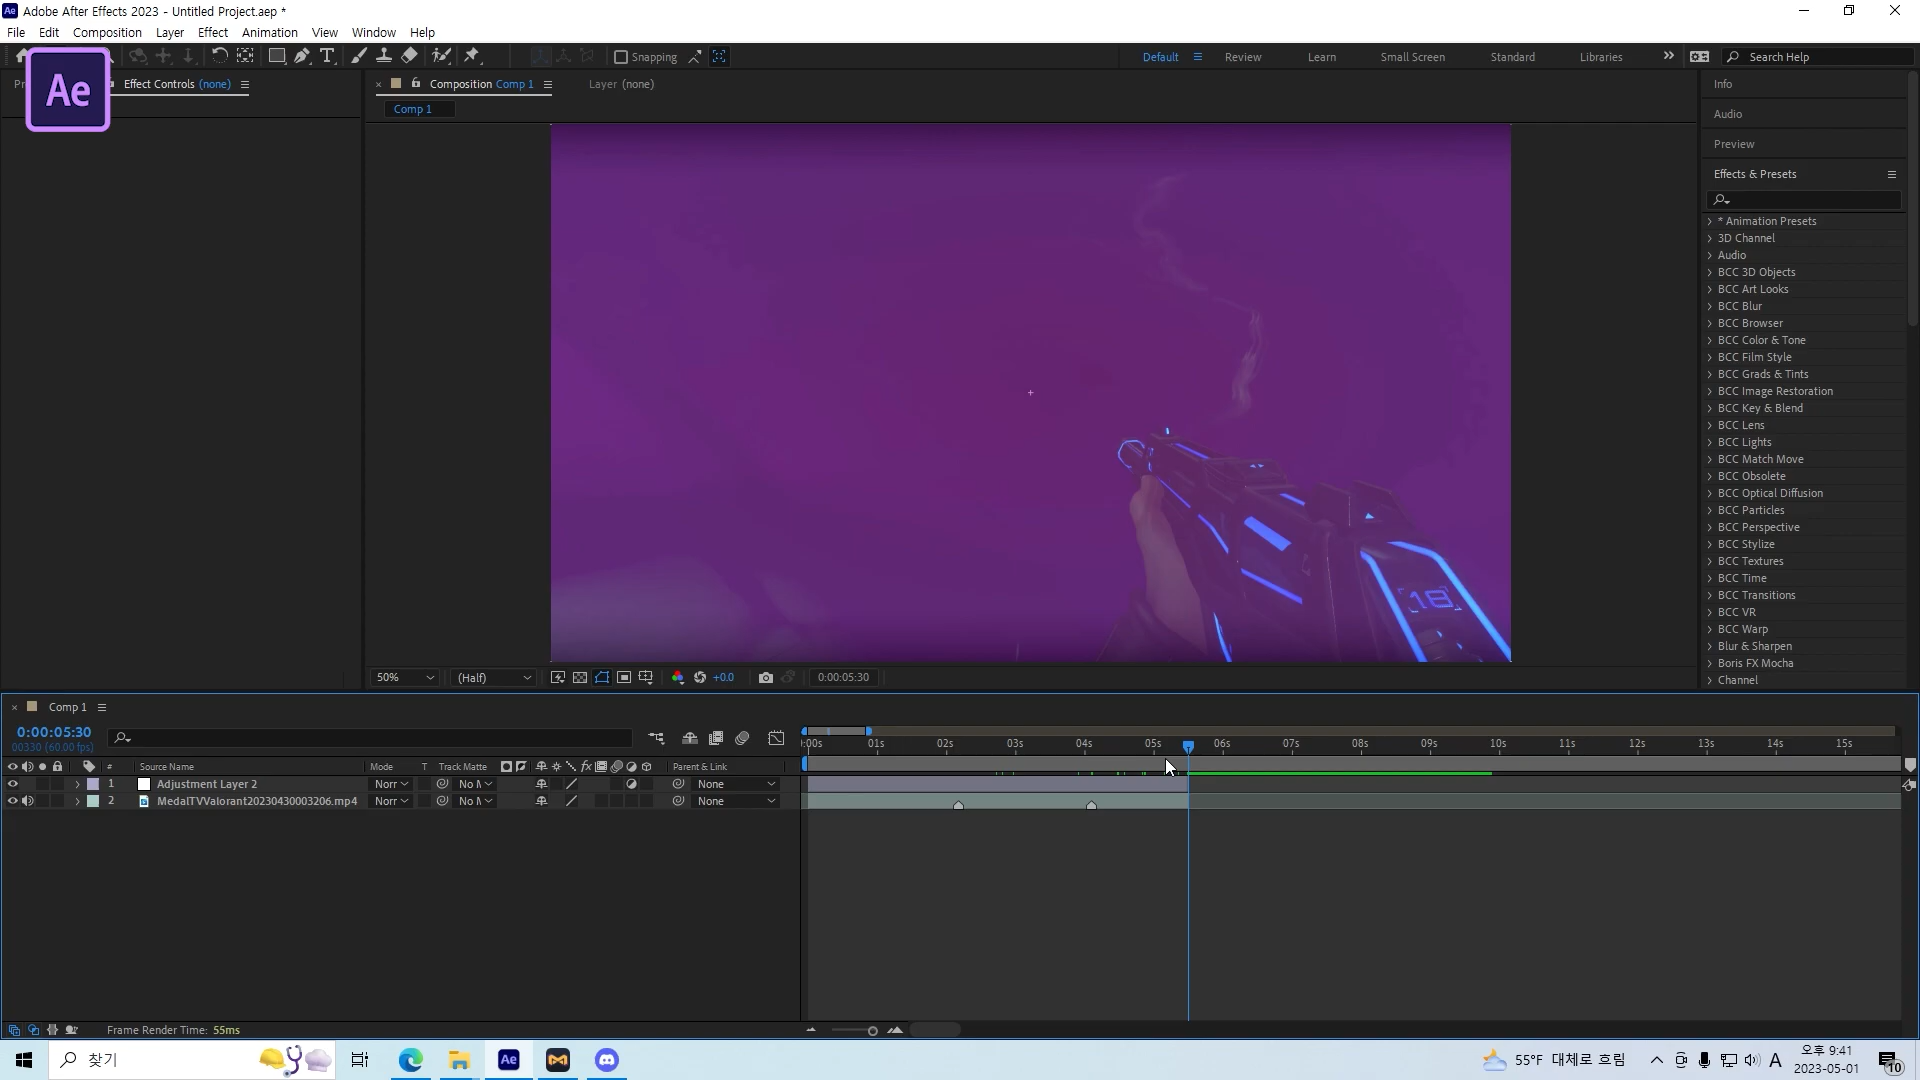 Ae Adobe After Effects 2023 - Untitled Project.aep *
File Edit Composition Layer Effect Animation View Window Help
Snapping Default Review Learn Small Screen Standard Libraries Search Help
Ae
Effect Controls (none)
Composition Comp 1 Layer (none)
Comp 1
Info
Audio
Preview
Effects & Presets
* Animation Presets
3D Channel
Audio
BCC 3D Objects
BCC Art Looks
BCC Blur
BCC Browser
BCC Color & Tone
BCC Film Style
BCC Grads & Tints
BCC Image Restoration
BCC Key & Blend
BCC Lens
BCC Lights
BCC Match Move
BCC Obsolete
BCC Optical Diffusion
BCC Particles
BCC Perspective
BCC Stylize
BCC Textures
BCC Time
BCC Transitions
BCC VR
BCC Warp
Blur & Sharpen
Boris FX Mocha
Channel
18
50% (Half) +0.0 0:00:05:30
Comp 1
0:00:05:30
00330 (60.00 fps)
:00s 01s 02s 03s 04s 05s 06s 07s 08s 09s 10s 11s 12s 13s 14s 15s
# Source Name Mode T Track Matte fx Parent & Link
1 Adjustment Layer 2 Norr No M None
2 MedalTVValorant20230430003206.mp4 Norr No M None
Frame Render Time: 55ms
찾기
Ae
55°F 대체로 흐림
A
오후 9:41
2023-05-01
10